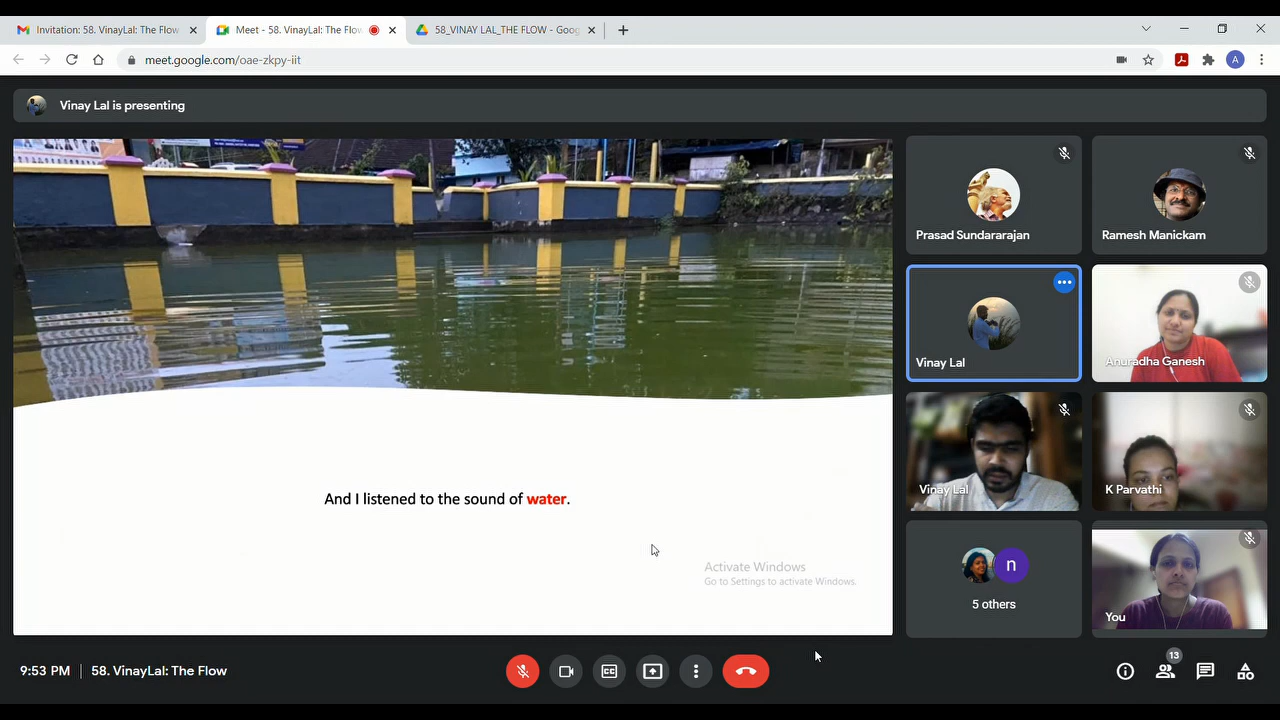 Invitation: 58. VinayLal: The Flow
Meet - 58. VinayLal: The Flow
58_VINAY LAL_THE FLOW - Goog
meet.google.com/oae-zkpy-iit
A
Vinay Lal is presenting
And I listened to the sound of water.
Activate Windows
Go to Settings to activate Windows.
Prasad Sundararajan
Ramesh Manickam
Vinay Lal
Anuradha Ganesh
Vinay Lal
K Parvathi
n
5 others
You
9:53 PM | 58. VinayLal: The Flow
CC
13